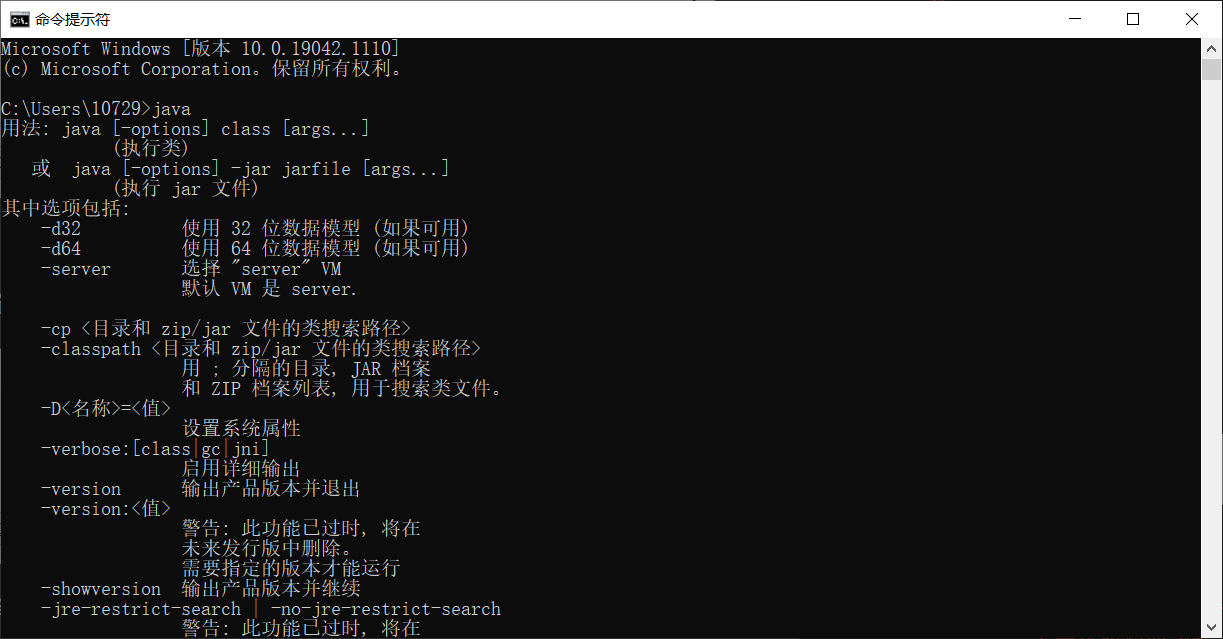 命令提示符
Microsoft Windows [版本 10.0.19042.1110]
(c) Microsoft Corporation。保留所有权利。
C:\Users\10729>java
用法: java [-options] class [args...]
(执行类)
或  java [-options] -jar jarfile [args...]
(执行 jar 文件)
其中选项包括:
-d32          使用 32 位数据模型 (如果可用)
-d64          使用 64 位数据模型 (如果可用)
-server       选择 "server" VM
默认 VM 是 server.
-cp <目录和 zip/jar 文件的类搜索路径>
-classpath <目录和 zip/jar 文件的类搜索路径>
用 ; 分隔的目录, JAR 档案
和 ZIP 档案列表, 用于搜索类文件。
-D<名称>=<值>
设置系统属性
-verbose:[class|gc|jni]
启用详细输出
-version      输出产品版本并退出
-version:<值>
警告: 此功能已过时, 将在
未来发行版中删除。
需要指定的版本才能运行
-showversion  输出产品版本并继续
-jre-restrict-search | -no-jre-restrict-search
警告: 此功能已过时, 将在